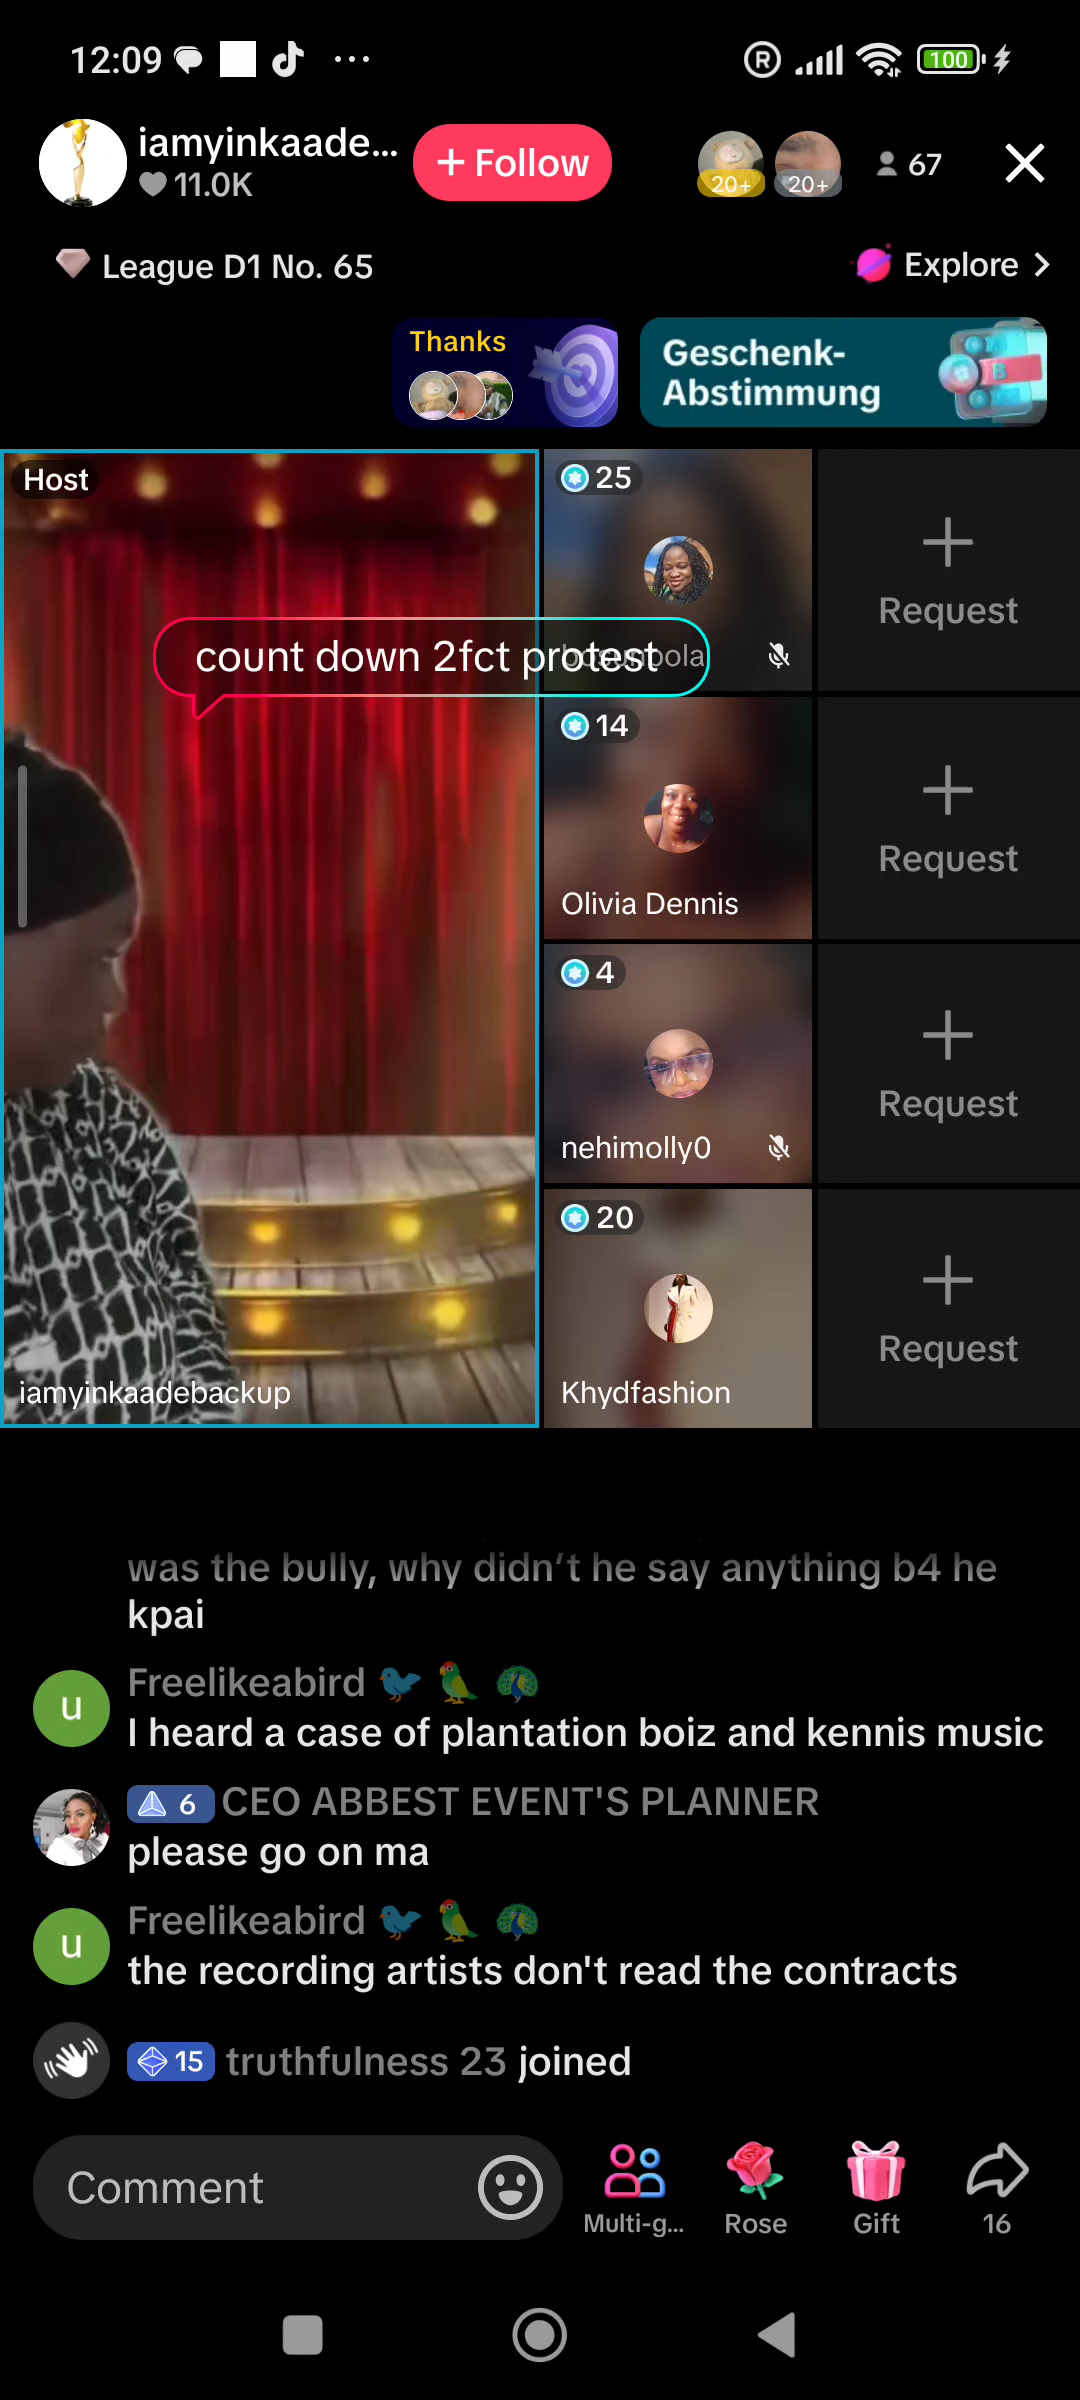 12:09
100
iamyinkaade...
11.0K
+ Follow
20+
20+
67
League D1 No. 65
Explore >
Thanks
Geschenk-
Abstimmung
Host
25
Request
count down 2fct protest
14
Request
Olivia Dennis
4
Request
nehimolly0
20
Request
iamyinkaadebackup
Khydfashion
was the bully, why didn't he say anything b4 he
kpai
u
Freelikeabird
I heard a case of plantation boiz and kennis music
6 CEO ABBEST EVENT'S PLANNER
please go on ma
u
Freelikeabird
the recording artists don't read the contracts
15 truthfulness 23 joined
Comment
Multi-g...
Rose
Gift
16